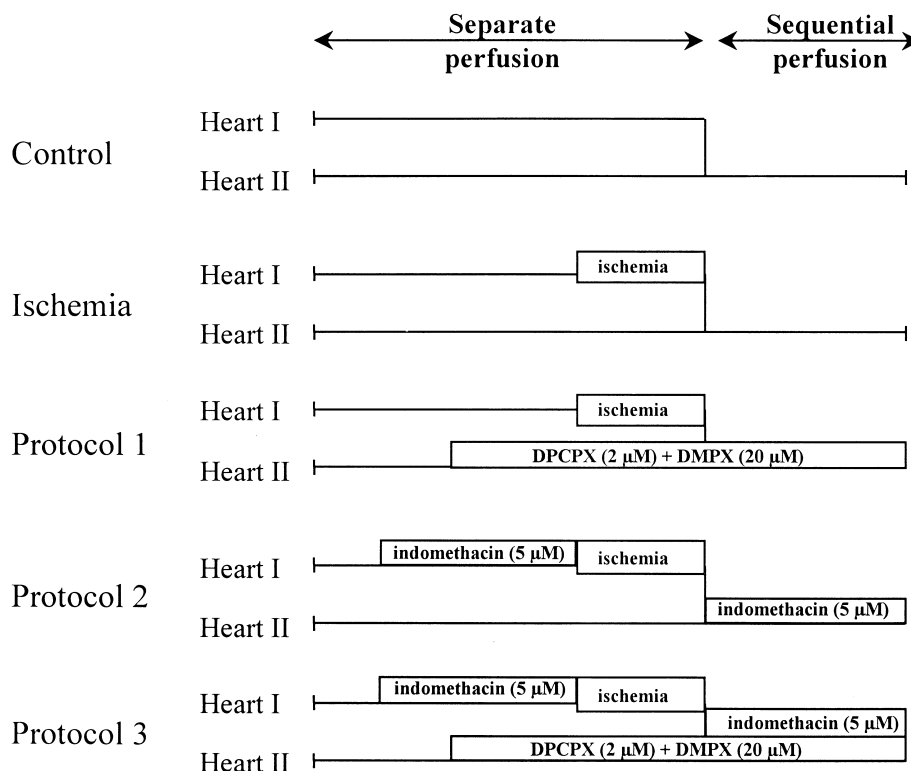 Separate
perfusion
Sequential
perfusion
Control
Heart I
Heart II
Ischemia
Heart I
ischemia
Heart II
Protocol 1
Heart I
ischemia
Heart II
DPCPX (2 μM) + DMPX (20 μM)
Protocol 2
Heart I
indomethacin (5 μM)
ischemia
Heart II
indomethacin (5 μM)
Protocol 3
Heart I
indomethacin (5 μM)
ischemia
indomethacin (5 μM)
Heart II
DPCPX (2 μM) + DMPX (20 μM)